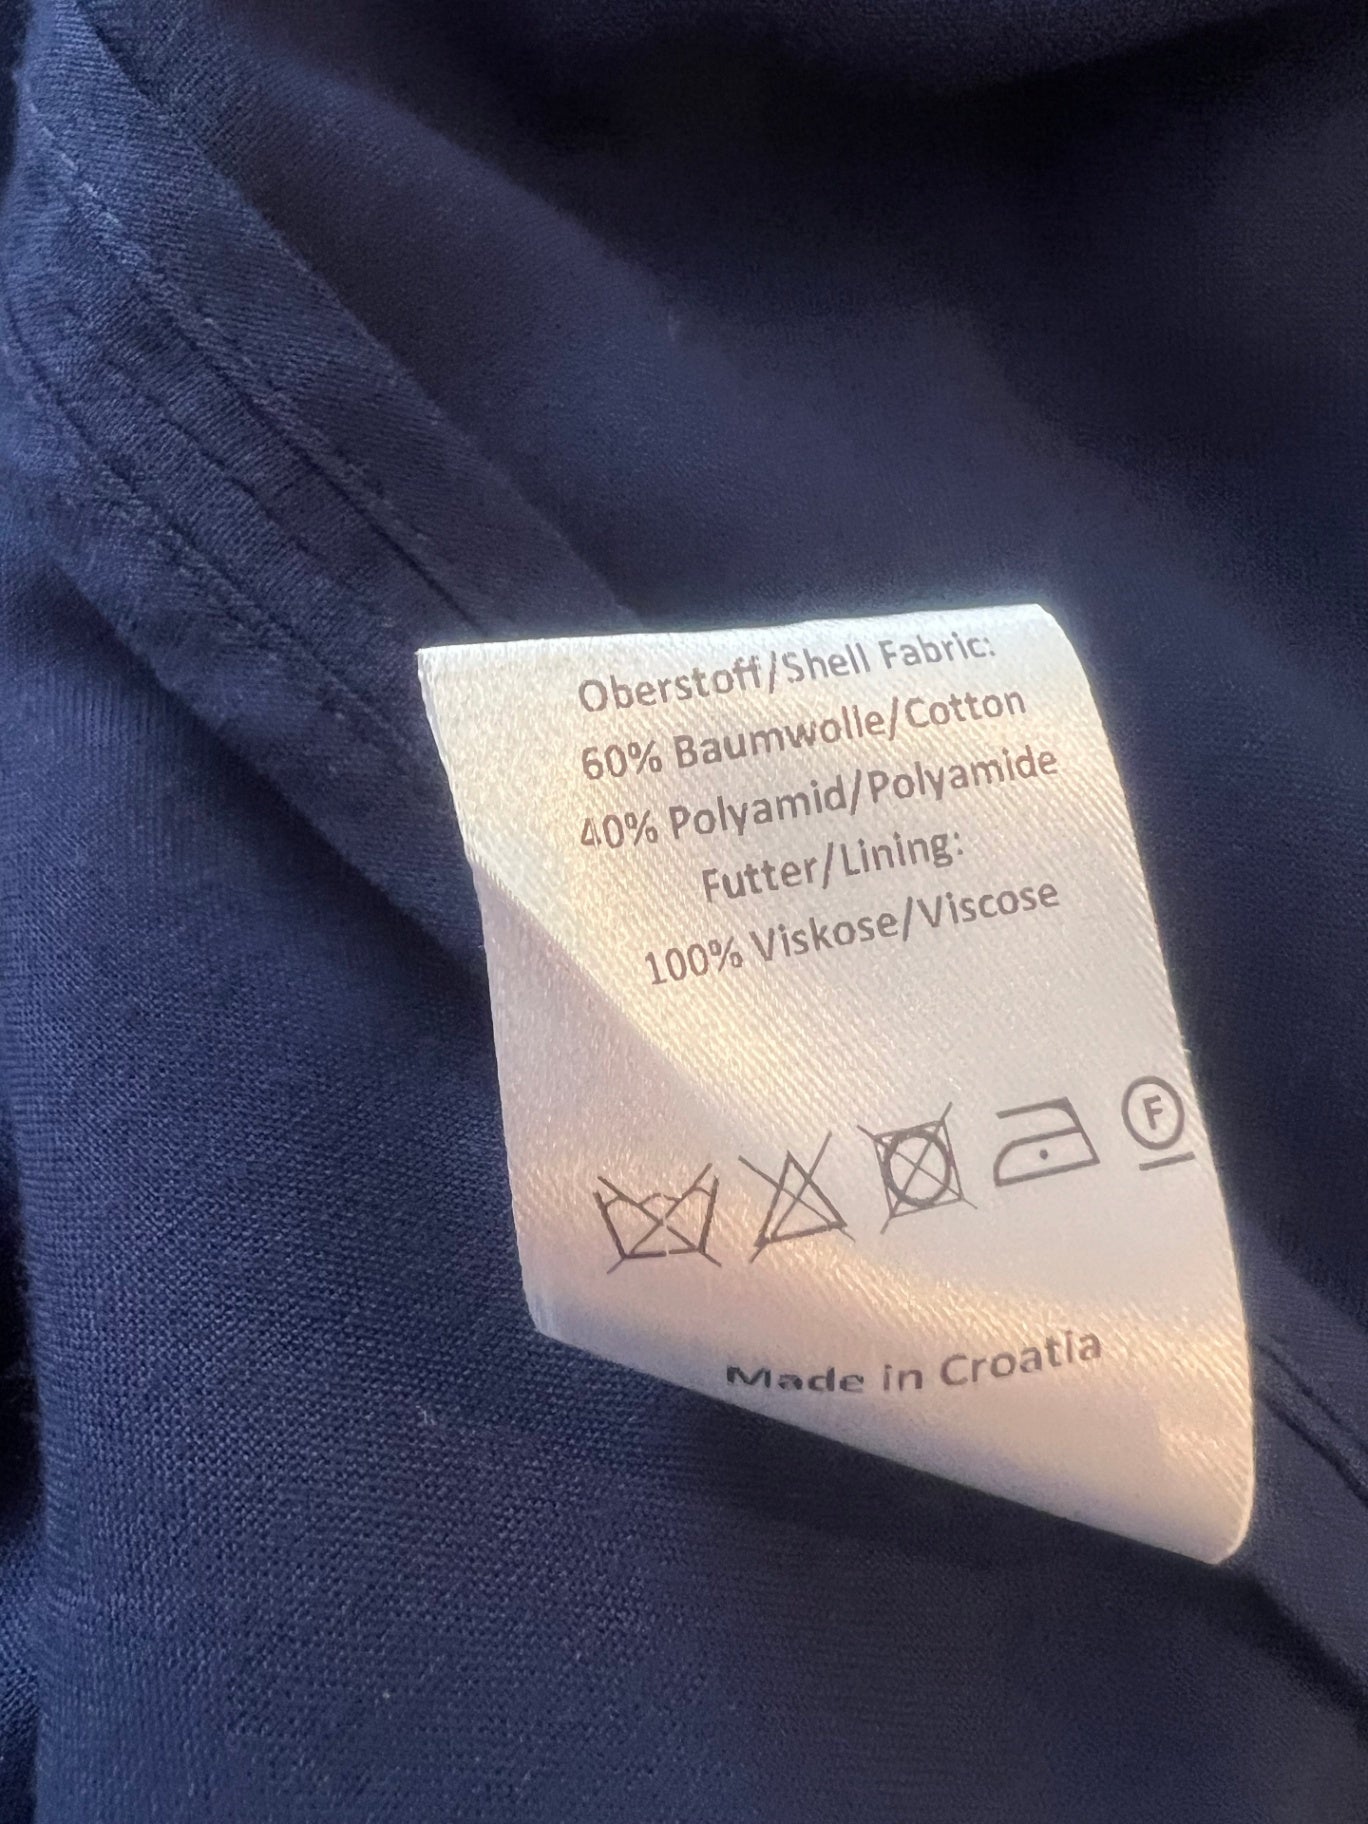 Oberstoff/Shell Fabric:
60% Baumwolle/Cotton
40% Polyamid/Polyamide
Futter/Lining:
100% Viskose/Viscose
F
Made in Croatia